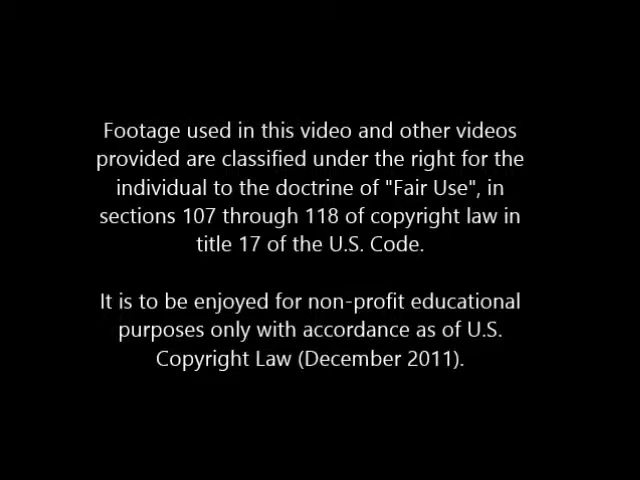 Footage used in this video and other videos
provided are classified under the right for the
individual to the doctrine of "Fair Use", in
sections 107 through 118 of copyright law in
title 17 of the U.S. Code.
It is to be enjoyed for non-profit educational
purposes only with accordance as of U.S.
Copyright Law (December 2011).